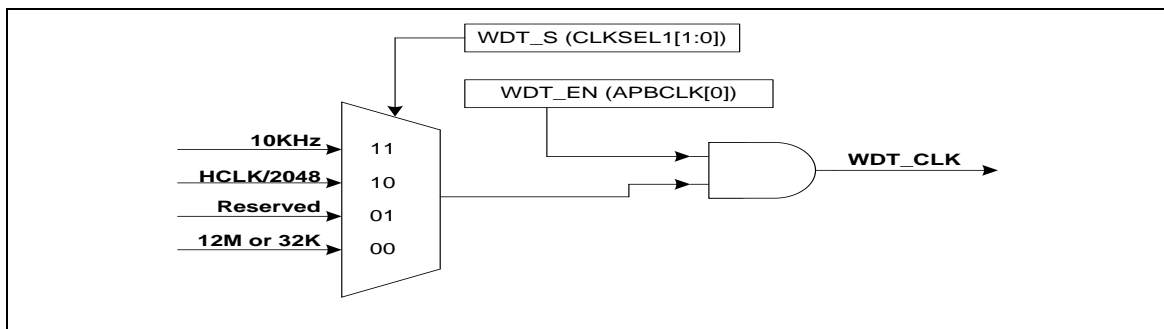 WDT_S (CLKSEL1[1:0])
WDT_EN (APBCLK[0])
10KHz
11
HCLK/2048
10
Reserved
01
12M or 32K
00
WDT_CLK